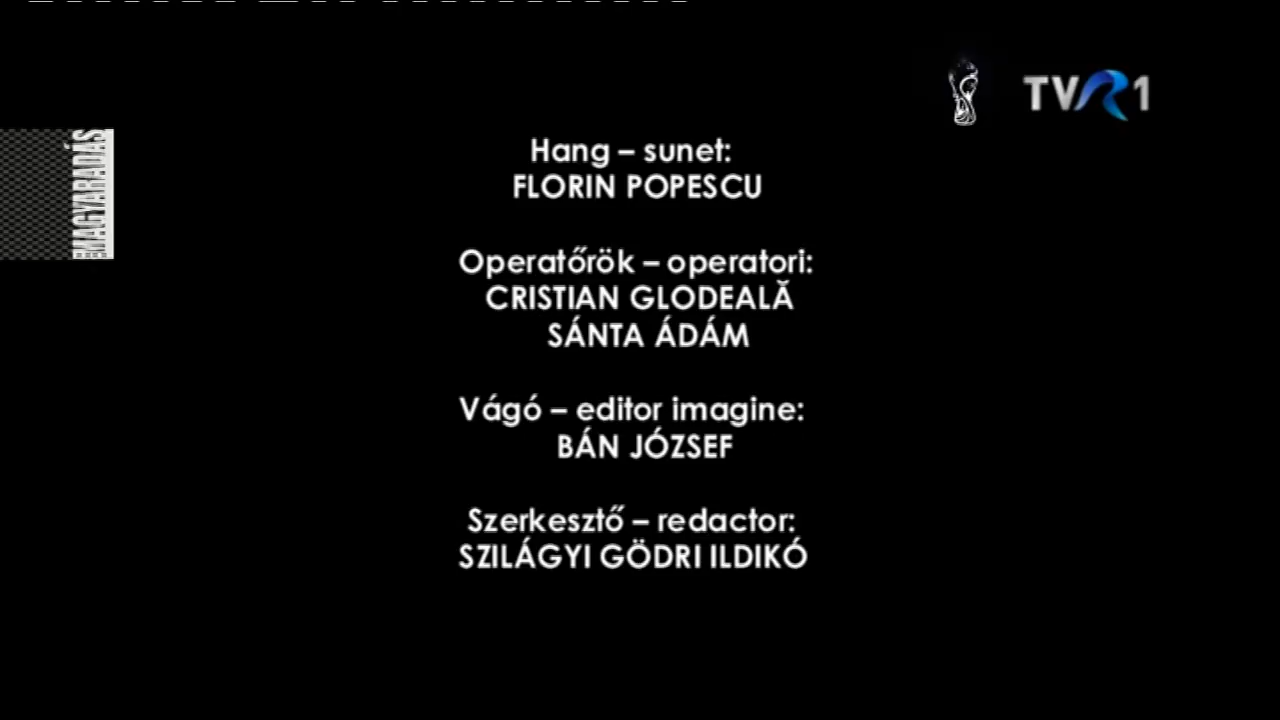 TVR1
MAGYARADÁS
Hang – sunet:
FLORIN POPESCU
Operatőrök – operatori:
CRISTIAN GLODEALĂ
SÁNTA ÁDÁM
Vágó – editor imagine:
BÁN JÓZSEF
Szerkesztő – redactor:
SZILÁGYI GÖDRI ILDIKÓ